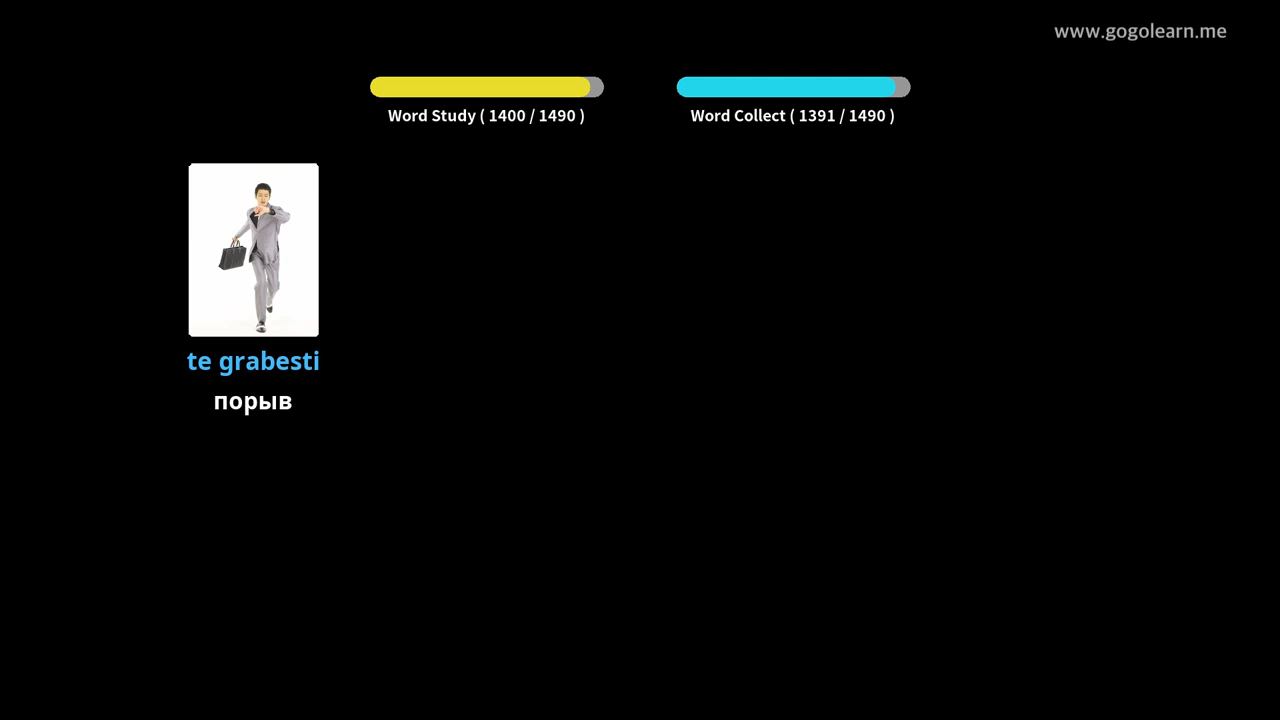 www.gogolearn.me
Word Study ( 1400 / 1490 )
Word Collect ( 1391 / 1490 )
te grabesti
порыв